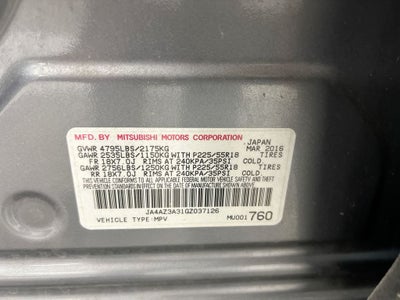 MFD. BY MITSUBISHI MOTORS CORPORATION
JAPAN
GVWR 4795LBS/2175KG MAR 2016
GAWR 2535LBS/1150KG WITH P225/55R18 TIRES
FR 18X7.0J RIMS AT 240KPA/35PSI COLD
GAWR 2756LBS/1250KG WITH P225/55R18 TIRES
RR 18X7.0J RIMS AT 240KPA/35PSI COLD
THIS VEHICLE CONFORMS TO ALL APPLICABLE FEDERAL MOTOR VEHICLE
SAFETY AND THEFT PREVENTION STANDARDS IN EFFECT ON THE DATE OF
MANUFACTURE SHOWN ABOVE.
JA4AZ3A31GZ037126
VEHICLE TYPE:MPV MU001760